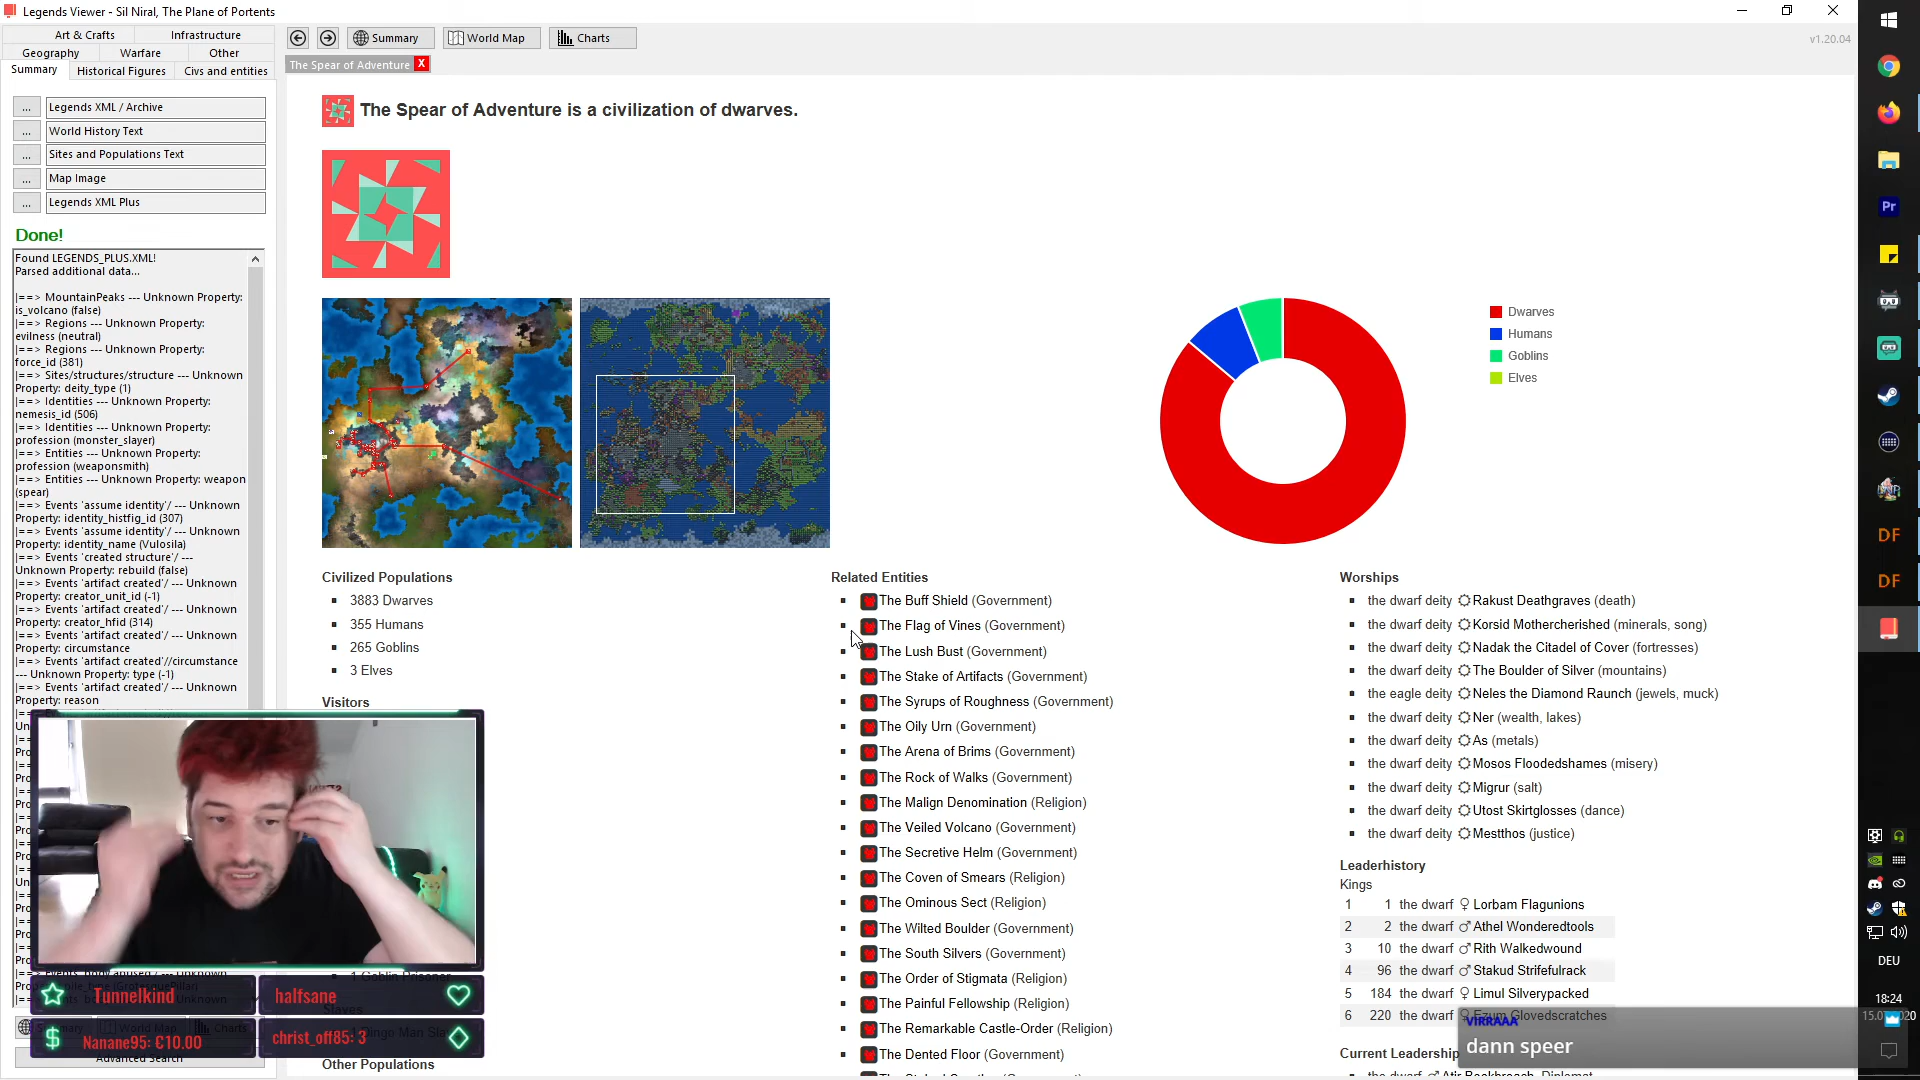 Legends Viewer - Sil Niral, The Plane of Portents
Art & Crafts
Infrastructure
Geography
Warfare
Other
Summary
Historical Figures
Civs and entities
... Legends XML / Archive
... World History Text
... Sites and Populations Text
... Map Image
... Legends XML Plus
Done!
Found LEGENDS_PLUS.XML!
Parsed additional data...
|==> MountainPeaks --- Unknown Property:
is_volcano (false)
|==> Regions --- Unknown Property:
evilness (neutral)
|==> Regions --- Unknown Property:
force_id (381)
|==> Sites/structures/structure --- Unknown
Property: deity_type (1)
|==> Identities --- Unknown Property:
nemesis_id (506)
|==> Identities --- Unknown Property:
profession (monster_slayer)
|==> Entities --- Unknown Property:
profession (weaponsmith)
|==> Entities --- Unknown Property: weapon
(spear)
|==> Events 'assume identity'/ --- Unknown
Property: identity_histfig_id (307)
|==> Events 'assume identity'/ --- Unknown
Property: identity_name (Vulosila)
|==> Events 'created structure'/ ---
Unknown Property: rebuild (false)
|==> Events 'artifact created'/ --- Unknown
Property: creator_unit_id (-1)
|==> Events 'artifact created'/ --- Unknown
Property: creator_hfid (314)
|==> Events 'artifact created'/ --- Unknown
Property: circumstance
|==> Events 'artifact created'//circumstance
--- Unknown Property: type (-1)
|==> Events 'artifact created'/ --- Unknown
Property: reason
Summary
World Map
Charts
v1.20.04
The Spear of Adventure X
The Spear of Adventure is a civilization of dwarves.
Dwarves
Humans
Goblins
Elves
Civilized Populations
3883 Dwarves
355 Humans
265 Goblins
3 Elves
Visitors
1 Goblin Prisoner
Other Populations
Related Entities
The Buff Shield (Government)
The Flag of Vines (Government)
The Lush Bust (Government)
The Stake of Artifacts (Government)
The Syrups of Roughness (Government)
The Oily Urn (Government)
The Arena of Brims (Government)
The Rock of Walks (Government)
The Malign Denomination (Religion)
The Veiled Volcano (Government)
The Secretive Helm (Government)
The Coven of Smears (Religion)
The Ominous Sect (Religion)
The Wilted Boulder (Government)
The South Silvers (Government)
The Order of Stigmata (Religion)
The Painful Fellowship (Religion)
The Remarkable Castle-Order (Religion)
The Dented Floor (Government)
Worships
the dwarf deity Rakust Deathgraves (death)
the dwarf deity Korsid Mothercherished (minerals, song)
the dwarf deity Nadak the Citadel of Cover (fortresses)
the dwarf deity The Boulder of Silver (mountains)
the eagle deity Neles the Diamond Raunch (jewels, muck)
the dwarf deity Ner (wealth, lakes)
the dwarf deity As (metals)
the dwarf deity Mosos Floodedshames (misery)
the dwarf deity Migrur (salt)
the dwarf deity Utost Skirtglosses (dance)
the dwarf deity Mestthos (justice)
Leaderhistory
Kings
1 1 the dwarf ♀ Lorbam Flagunions
2 2 the dwarf ♂ Athel Wonderedtools
3 10 the dwarf ♂ Rith Walkedwound
4 96 the dwarf ♂ Stakud Strifefulrack
5 184 the dwarf ♀ Limul Silverypacked
6 220 the dwarf ♀ Ezum Glovedscratches
Current Leadership
VIRRAAA
dann speer
Tunnelkind
halfsane
Nanane95: €10.00
christ_off85: 3
Advanced Search
Pr
DF
DF
DEU
18:24